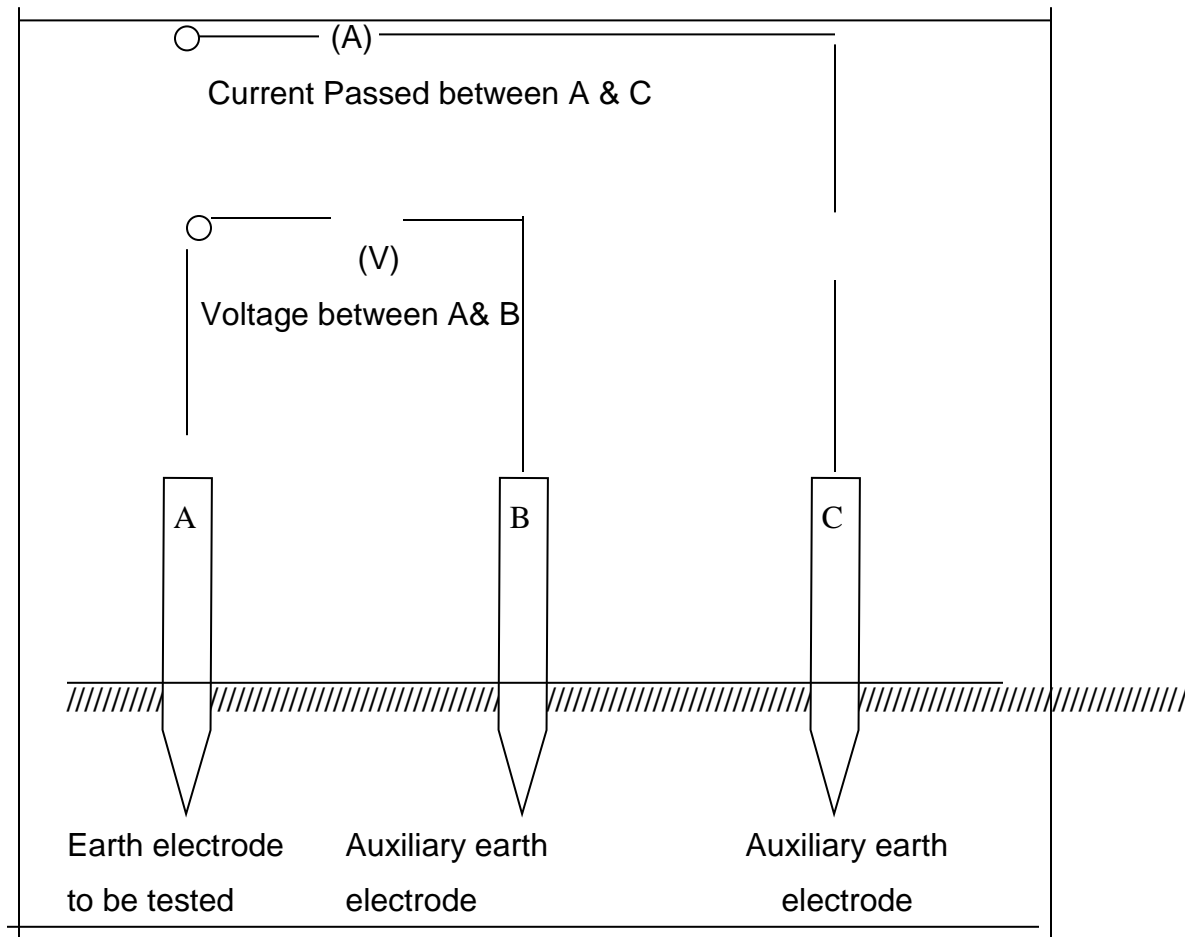 (A)
Current Passed between A & C
(V)
Voltage between A& B
A B C
Earth electrode Auxiliary earth Auxiliary earth
to be tested electrode electrode